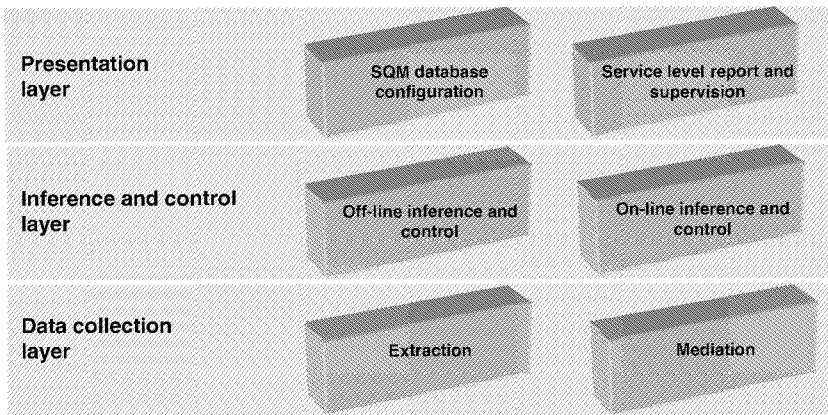 Presentation
layer
SQM database
configuration
Service level report and
supervision
Inference and control
layer
Off-line inference and
control
On-line inference and
control
Data collection
layer
Extraction
Mediation